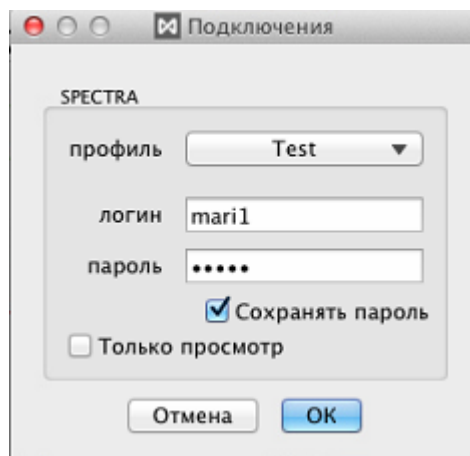 Подключения
SPECTRA
профиль Test
логин mari1
пароль •••••
Сохранять пароль
Только просмотр
Отмена OK